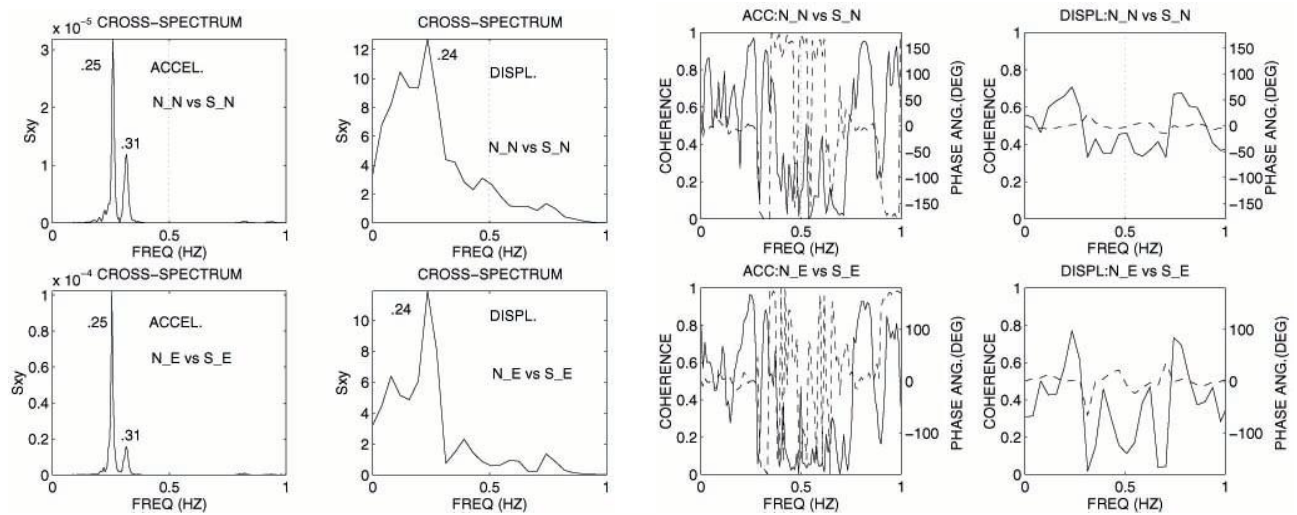 x 10⁻⁵ CROSS-SPECTRUM
3
2
1
0
Sxy
.25
ACCEL.
N_N vs S_N
.31
0 0.5 1
FREQ (HZ)
CROSS-SPECTRUM
12
10
8
6
4
2
0
Sxy
.24
DISPL.
N_N vs S_N
0 0.5 1
FREQ (HZ)
ACC:N_N vs S_N
1
0.8
0.6
0.4
0.2
0
COHERENCE
150
100
50
0
-50
-100
-150
PHASE ANG.(DEG)
0 0.5 1
FREQ (HZ)
DISPL:N_N vs S_N
1
0.8
0.6
0.4
0.2
0
COHERENCE
150
100
50
0
-50
-100
-150
PHASE ANG.(DEG)
0 0.5 1
FREQ (HZ)
x 10⁻⁴ CROSS-SPECTRUM
1
0.8
0.6
0.4
0.2
0
Sxy
.25
ACCEL.
N_E vs S_E
.31
0 0.5 1
FREQ (HZ)
CROSS-SPECTRUM
10
8
6
4
2
0
Sxy
.24
DISPL.
N_E vs S_E
0 0.5 1
FREQ (HZ)
ACC:N_E vs S_E
1
0.8
0.6
0.4
0.2
0
COHERENCE
100
0
-100
PHASE ANG.(DEG)
0 0.5 1
FREQ (HZ)
DISPL:N_E vs S_E
1
0.8
0.6
0.4
0.2
0
COHERENCE
100
0
-100
PHASE ANG.(DEG)
0 0.5 1
FREQ (HZ)